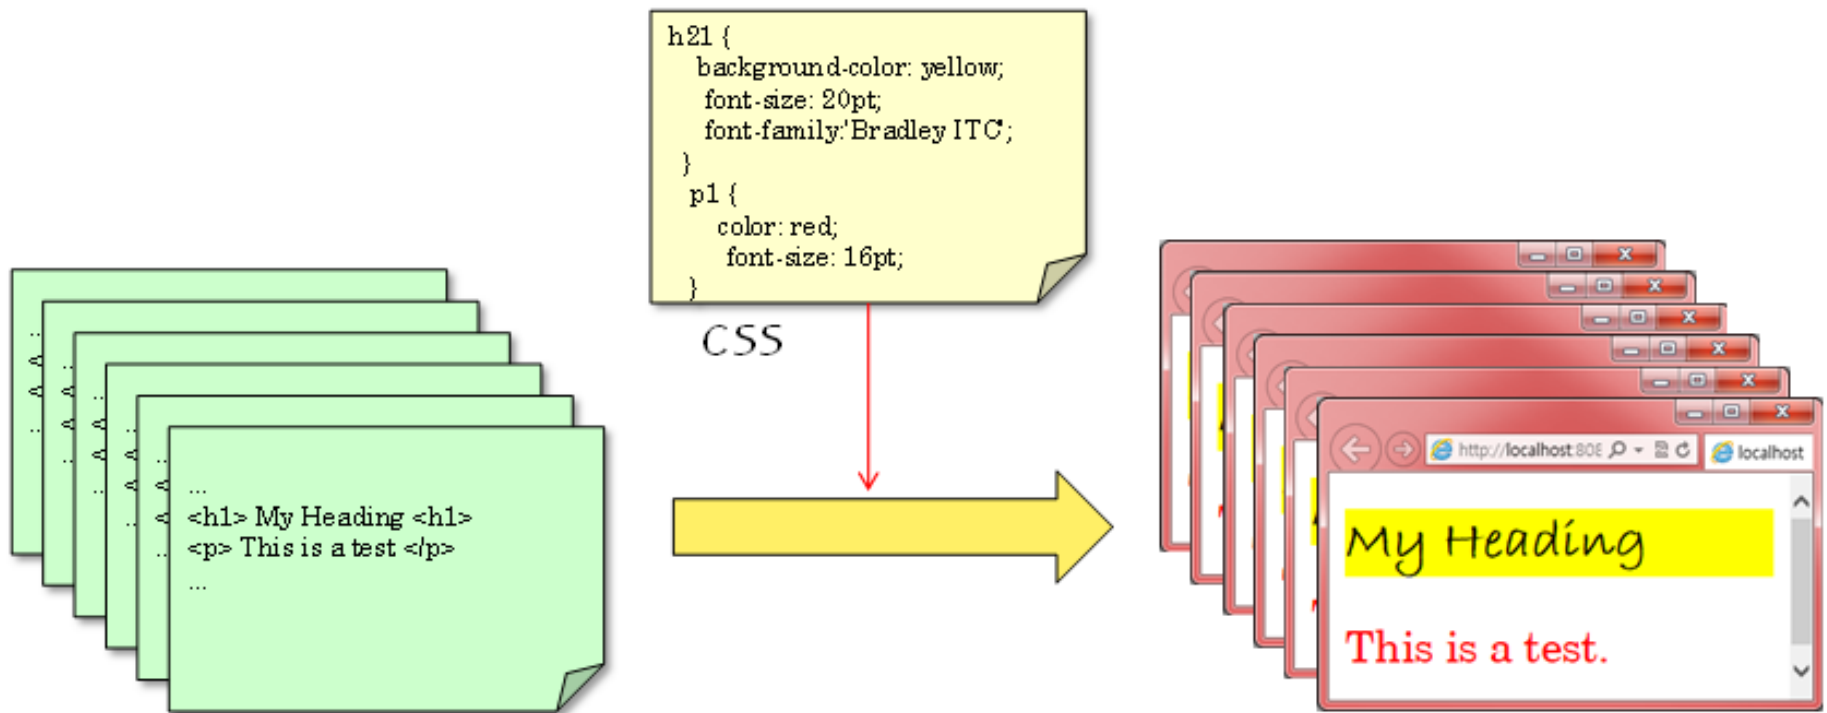 h21 {
background-color: yellow;
font-size: 20pt;
font-family:'Bradley ITC';
}
p1 {
color: red;
font-size: 16pt;
}
CSS
...
<h1> My Heading <h1>
<p> This is a test </p>
...
http://localhost:808
localhost
My Heading
This is a test.